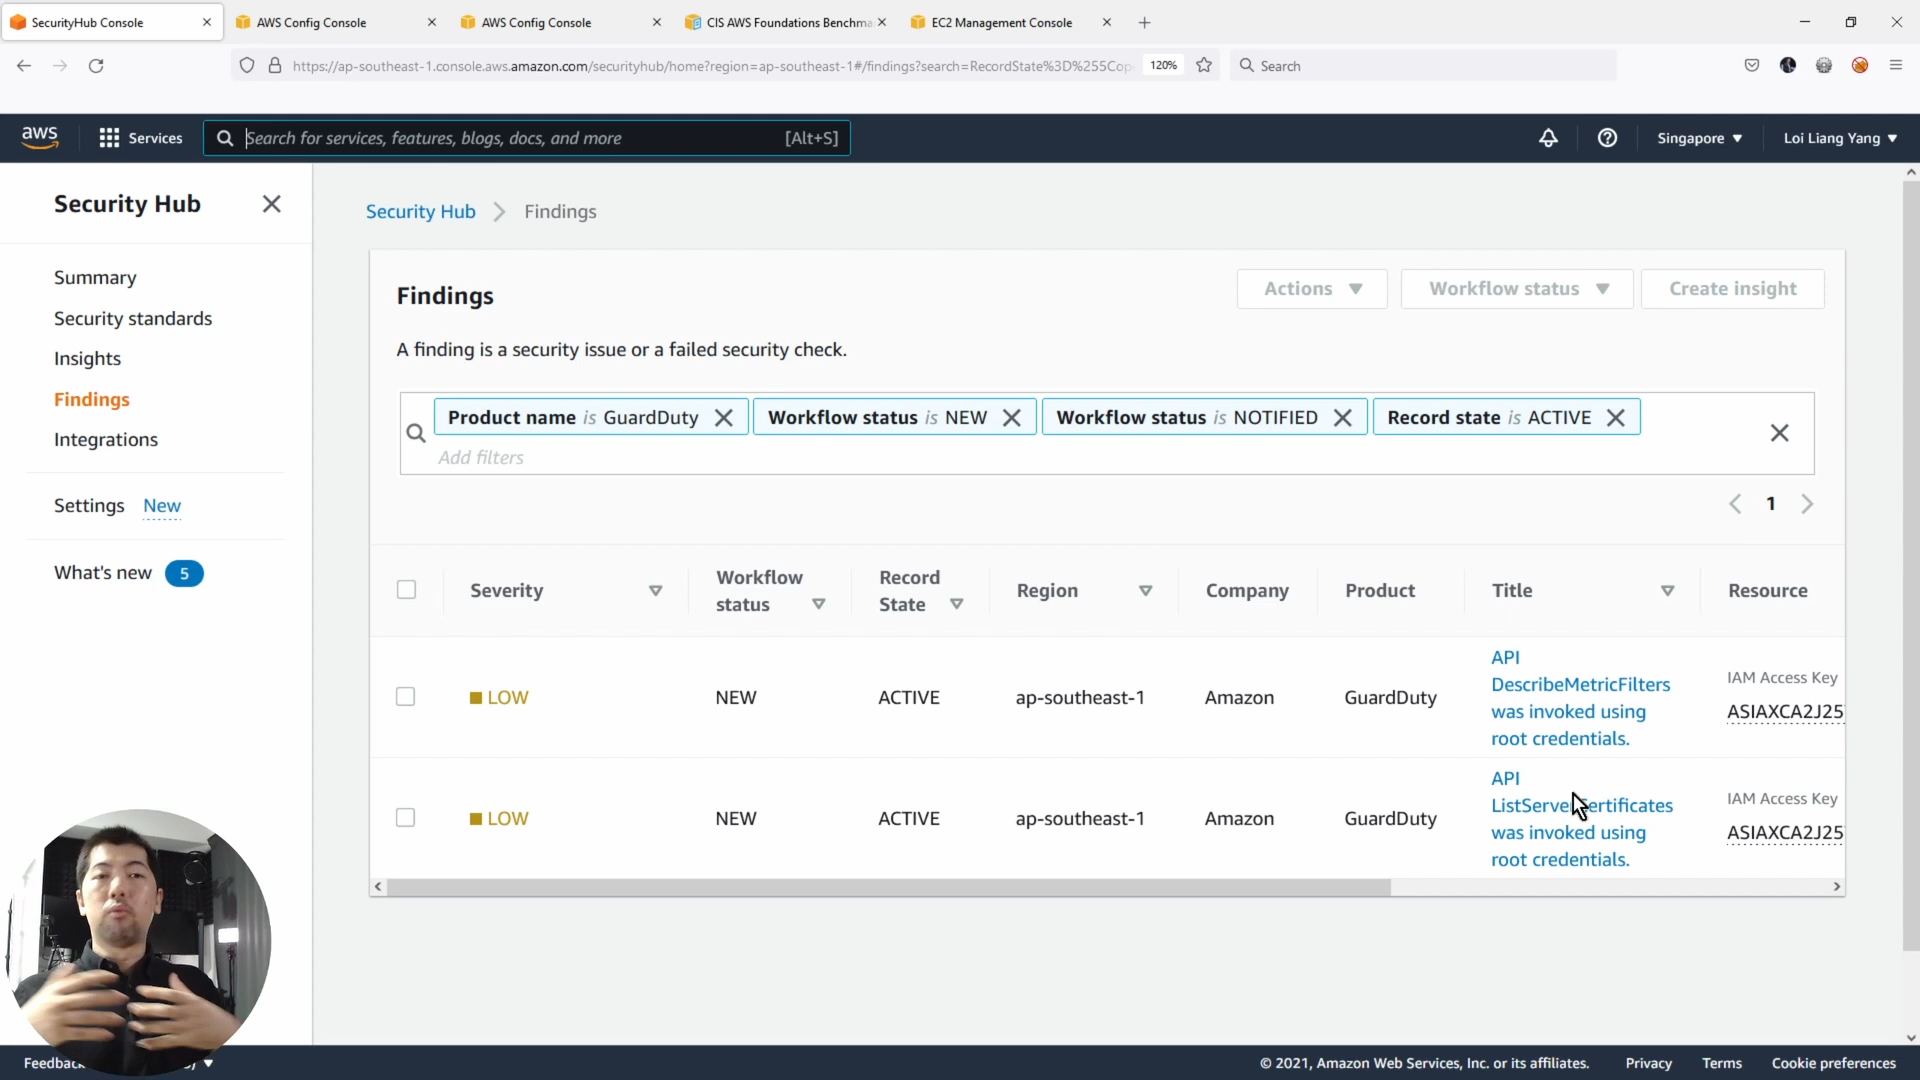 SecurityHub Console
AWS Config Console
AWS Config Console
CIS AWS Foundations Benchma
EC2 Management Console
https://ap-southeast-1.console.aws.amazon.com/securityhub/home?region=ap-southeast-1#/findings?search=RecordState%3D%255Cop
120%
Search
aws
Services
Search for services, features, blogs, docs, and more
[Alt+S]
Singapore
Loi Liang Yang
Security Hub
Summary
Security standards
Insights
Findings
Integrations
Settings New
What's new 5
Security Hub
Findings
Findings
Actions
Workflow status
Create insight
A finding is a security issue or a failed security check.
Product name is GuardDuty
Workflow status is NEW
Workflow status is NOTIFIED
Record state is ACTIVE
Add filters
1
Severity
Workflow
status
Record
State
Region
Company
Product
Title
Resource
LOW
NEW
ACTIVE
ap-southeast-1
Amazon
GuardDuty
API
DescribeMetricFilters
was invoked using
root credentials.
IAM Access Key
ASIAXCA2J25
LOW
NEW
ACTIVE
ap-southeast-1
Amazon
GuardDuty
API
ListServerCertificates
was invoked using
root credentials.
IAM Access Key
ASIAXCA2J25
Feedback
© 2021, Amazon Web Services, Inc. or its affiliates.
Privacy
Terms
Cookie preferences